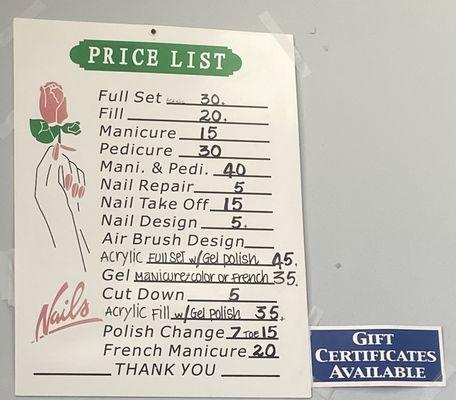 PRICE LIST
Full Set 30.
Fill 20.
Manicure 15
Pedicure 30
Mani. & Pedi. 40
Nail Repair 5
Nail Take Off 15
Nail Design 5.
Air Brush Design
Acrylic Full SET w/Gel polish 45.
Gel Manicure+color or French 35.
Cut Down 5
Acrylic Fill w/Gel polish 35.
Polish Change 7 TOE 15
French Manicure 20
THANK YOU
Nails
GIFT
CERTIFICATES
AVAILABLE